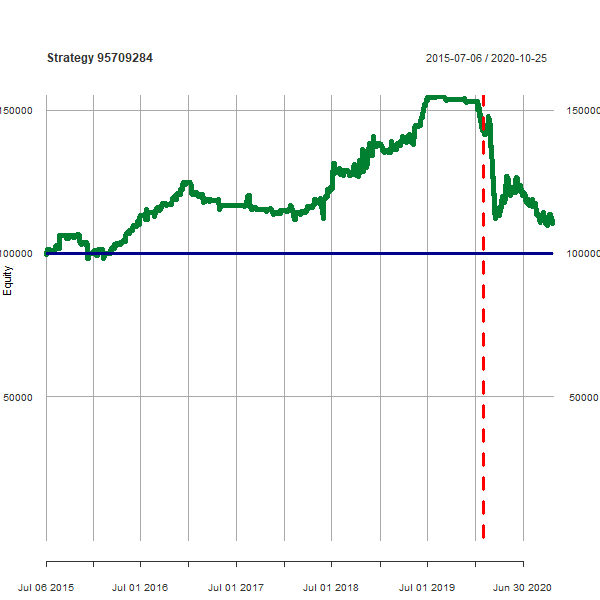 Strategy 95709284
2015-07-06 / 2020-10-25
150000
150000
100000
100000
Equity
50000
50000
Jul 06 2015
Jul 01 2016
Jul 01 2017
Jul 01 2018
Jul 01 2019
Jun 30 2020